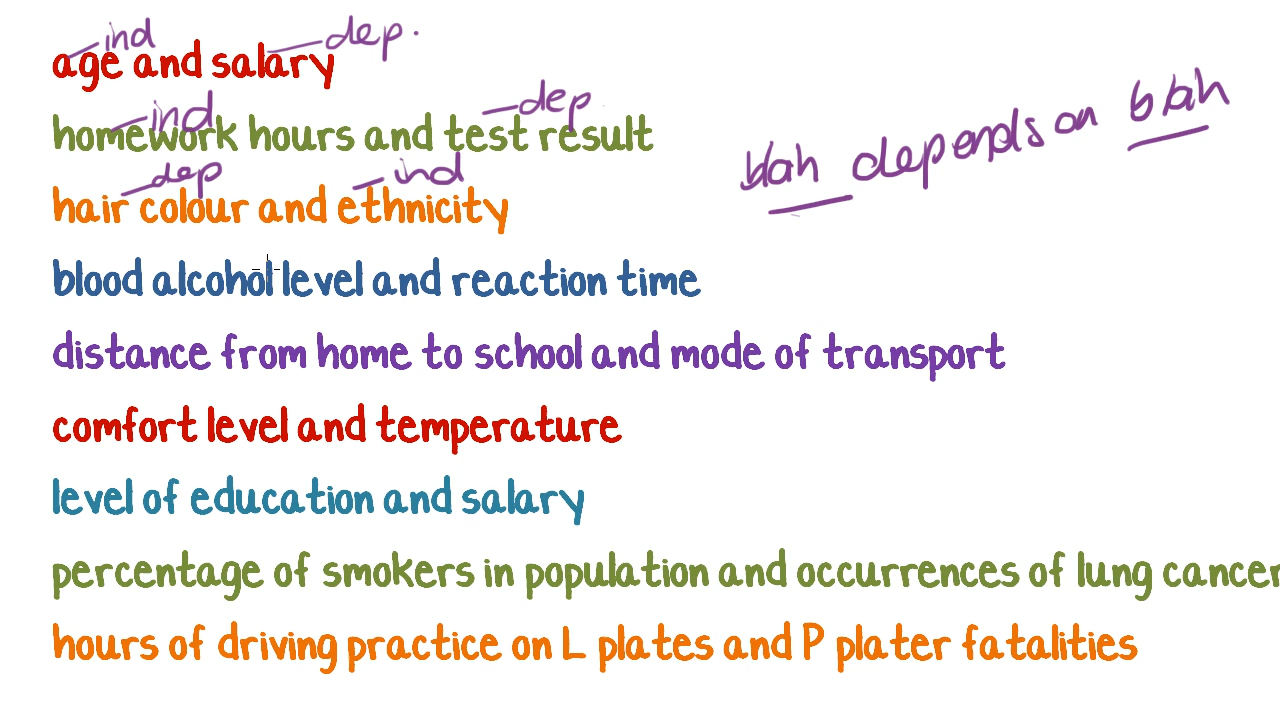 ind dep.
age and salary
ind dep
homework hours and test result
dep ind
hair colour and ethnicity
blah depends on blah
blood alcohol level and reaction time
distance from home to school and mode of transport
comfort level and temperature
level of education and salary
percentage of smokers in population and occurrences of lung cancer
hours of driving practice on L plates and P plater fatalities